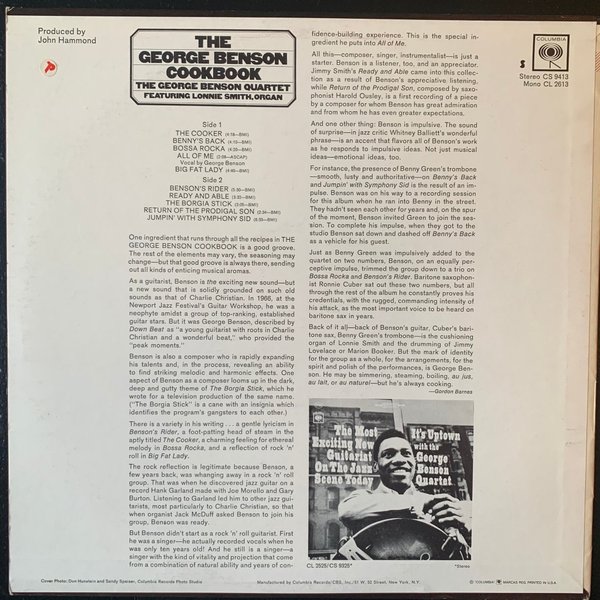 Produced by
John Hammond
THE
GEORGE BENSON
COOKBOOK
THE GEORGE BENSON QUARTET
FEATURING LONNIE SMITH, ORGAN
COLUMBIA
S
Stereo CS 9413
Mono CL 2613
Side 1
THE COOKER (4:18—BMI)
BENNY'S BACK (4:10—BMI)
BOSSA ROCKA (4:20—BMI)
ALL OF ME (2:08—ASCAP)
Vocal by George Benson
BIG FAT LADY (4:40—BMI)
Side 2
BENSON'S RIDER (5:30—BMI)
READY AND ABLE (3:33—BMI)
THE BORGIA STICK (3:05—BMI)
RETURN OF THE PRODIGAL SON (2:34—BMI)
JUMPIN' WITH SYMPHONY SID (5:55—BMI)
One ingredient that runs through all the recipes in THE
GEORGE BENSON COOKBOOK is a good groove.
The rest of the elements may vary, the seasoning may
change—but that good groove is always there, sending
out all kinds of enticing musical aromas.
As a guitarist, Benson is the exciting new sound—but
a new sound that is solidly grounded on such old
sounds as that of Charlie Christian. In 1966, at the
Newport Jazz Festival's Guitar Workshop, he was a
neophyte amidst a group of top-ranking, established
guitar stars. But it was George Benson, described by
Down Beat as "a young guitarist with roots in Charlie
Christian and a wonderful beat," who provided the
"peak moments."
Benson is also a composer who is rapidly expanding
his talents and, in the process, revealing an ability
to find striking melodic and harmonic effects. One
aspect of Benson as a composer looms up in the dark,
deep and gutty theme of The Borgia Stick, which he
wrote for a television production of the same name.
("The Borgia Stick" is a cane with an insignia which
identifies the program's gangsters to each other.)
There is a variety in his writing . . . a gentle lyricism in
Benson's Rider, a foot-patting head of steam in the
aptly titled The Cooker, a charming feeling for ethereal
melody in Bossa Rocka, and a reflection of rock 'n'
roll in Big Fat Lady.
The rock reflection is legitimate because Benson, a
few years back, was whanging away in a rock 'n' roll
group. That was when he discovered jazz guitar on a
record Hank Garland made with Joe Morello and Gary
Burton. Listening to Garland led him to other jazz gui-
tarists, most particularly to Charlie Christian, so that
when organist Jack McDuff asked Benson to join his
group, Benson was ready.
But Benson didn't start as a rock 'n' roll guitarist. First
he was a singer—he actually recorded vocals when he
was only ten years old! And he still is a singer—a
singer with the kind of vitality and projection that come
from a combination of natural ability and years of con-
fidence-building experience. This is the special in-
gredient he puts into All of Me.
All this—composer, singer, instrumentalist—is just a
starter. Benson is a listener, too, and an appreciator.
Jimmy Smith's Ready and Able came into this collec-
tion as a result of Benson's appreciative listening,
while Return of the Prodigal Son, composed by saxo-
phonist Harold Ousley, is a first recording of a piece
by a composer for whom Benson has great admiration
and from whom he has even greater expectations.
And one other thing: Benson is impulsive. The sound
of surprise—in jazz critic Whitney Balliett's wonderful
phrase—is an accent that flavors all of Benson's work
as he responds to impulsive ideas. Not just musical
ideas—emotional ideas, too.
For instance, the presence of Benny Green's trombone
—smooth, lusty and authoritative—on Benny's Back
and Jumpin' with Symphony Sid is the result of an im-
pulse. Benson was on his way to a recording session
for this album when he ran into Benny in the street.
They hadn't seen each other for years and, on the spur
of the moment, Benson invited Green to join the ses-
sion. To complete his impulse, when they got to the
studio Benson sat down and dashed off Benny's Back
as a vehicle for his guest.
Just as Benny Green was impulsively added to the
quartet on two numbers, Benson, on an equally per-
ceptive impulse, trimmed the group down to a trio on
Bossa Rocka and Benson's Rider. Baritone saxophon-
ist Ronnie Cuber sat out these two numbers, but all
through the rest of the album he constantly proves his
credentials, with the rugged, commanding intensity of
his attack, as the most important voice to be heard on
baritone sax in years.
Back of it all—back of Benson's guitar, Cuber's bari-
tone sax, Benny Green's trombone—is the cushioning
organ of Lonnie Smith and the drumming of Jimmy
Lovelace or Marion Booker. But the mark of identity
for the group as a whole, for the arrangements, for the
spirit and polish of the performances, is George Ben-
son. He may be simmering, steaming, boiling, au jus,
au lait, or au naturel—but he's always cooking.
—Gordon Barnes
The Most
Exciting New
Guitarist
On The Jazz
Scene Today
It's Uptown
with the
George
Benson
Quartet
CL 2525/CS 9325*
*Stereo
Cover Photo: Don Hunstein and Sandy Speiser, Columbia Records Photo Studio
Manufactured by Columbia Records/CBS, Inc./51 W. 52 Street, New York, N.Y.
© "COLUMBIA" MARCAS REG. PRINTED IN U.S.A.